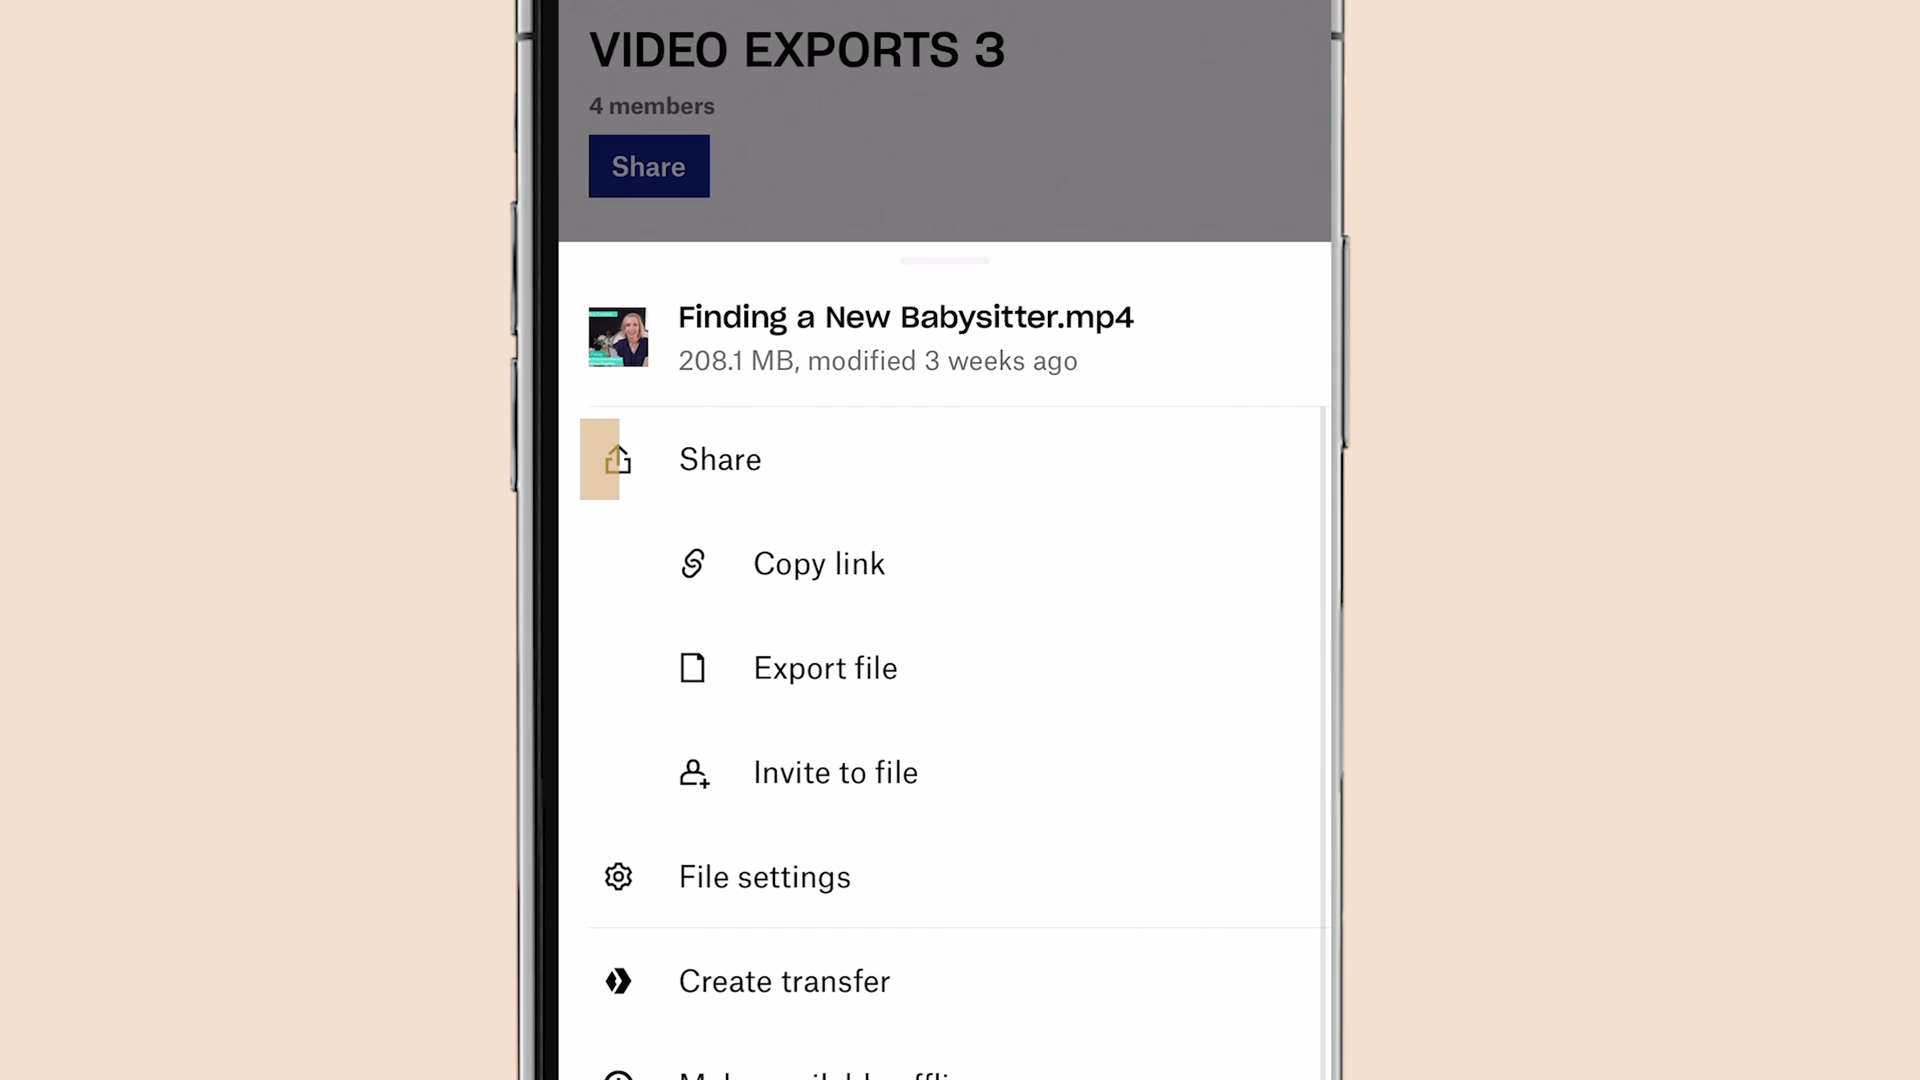 VIDEO EXPORTS 3
4 members
Share
Finding a New Babysitter.mp4
208.1 MB, modified 3 weeks ago
Share
Copy link
Export file
Invite to file
File settings
Create transfer